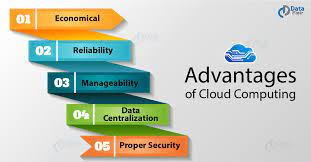 Data
Flair
01 Economical
02 Reliability
03 Manageability
04 Data
Centralization
05 Proper Security
Advantages
of Cloud Computing